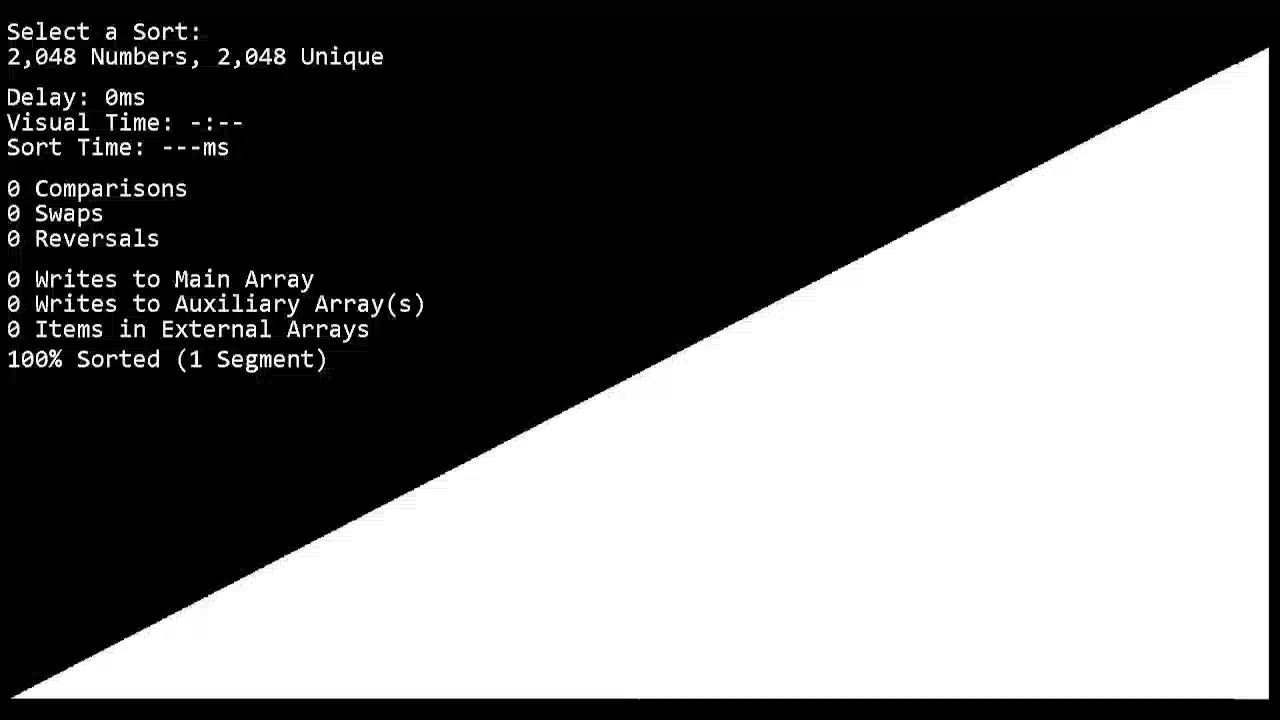 Select a Sort:
2,048 Numbers, 2,048 Unique
Delay: 0ms
Visual Time: -:--
Sort Time: ---ms
0 Comparisons
0 Swaps
0 Reversals
0 Writes to Main Array
0 Writes to Auxiliary Array(s)
0 Items in External Arrays
100% Sorted (1 Segment)